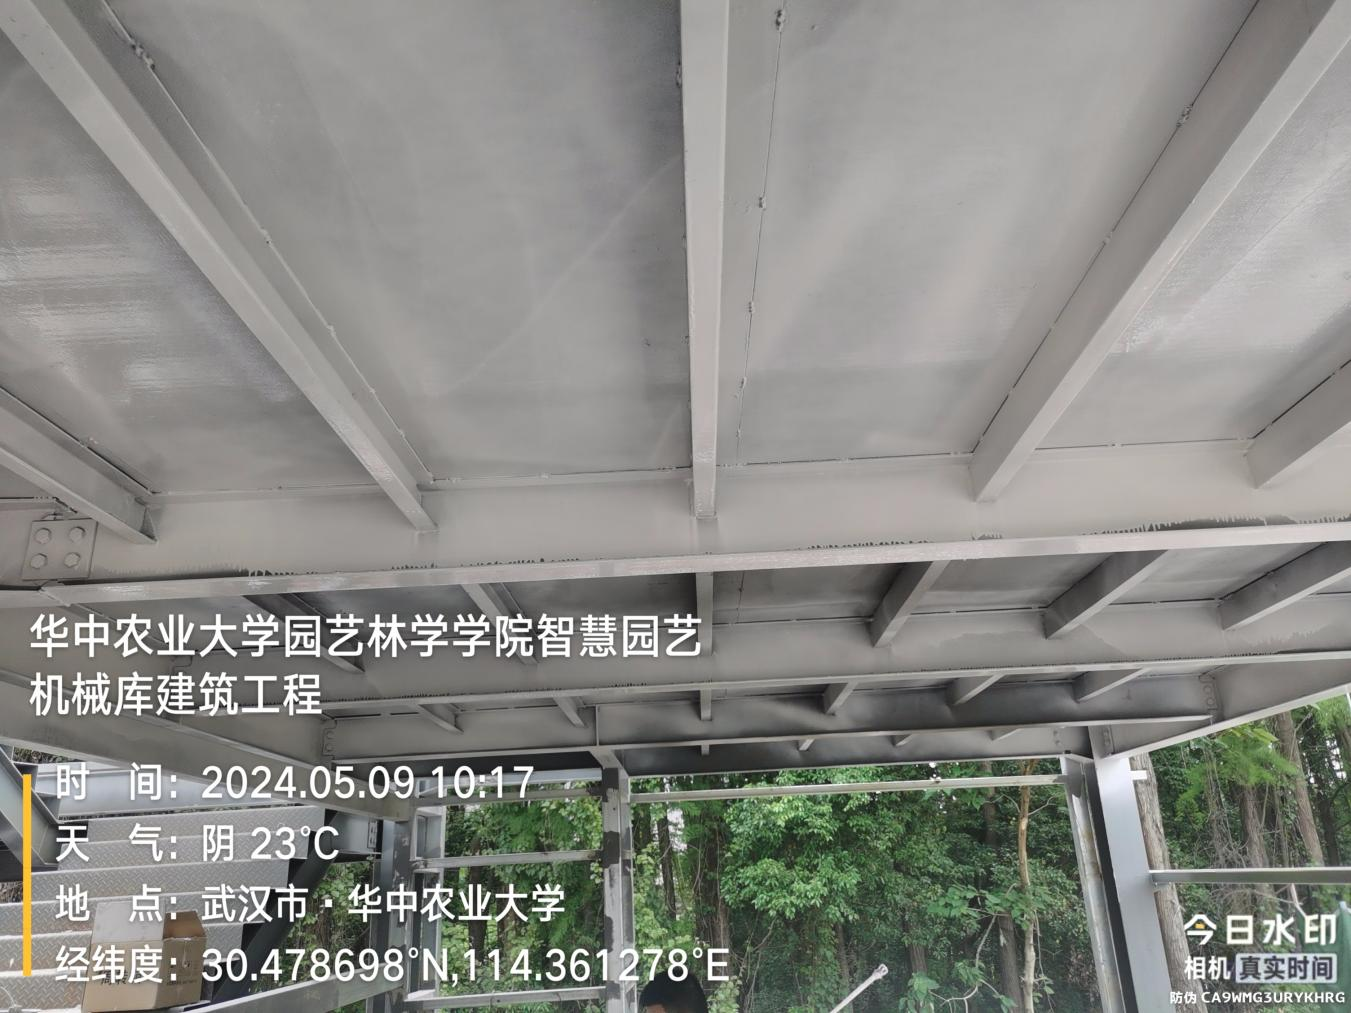 华中农业大学园艺林学学院智慧园艺
机械库建筑工程
时 间：2024.05.09 10:17
天 气：阴 23℃
地 点：武汉市·华中农业大学
经纬度：30.478698°N,114.361278°E
今日水印
相机 真实时间
防伪 CA9WMG3URYKHRG